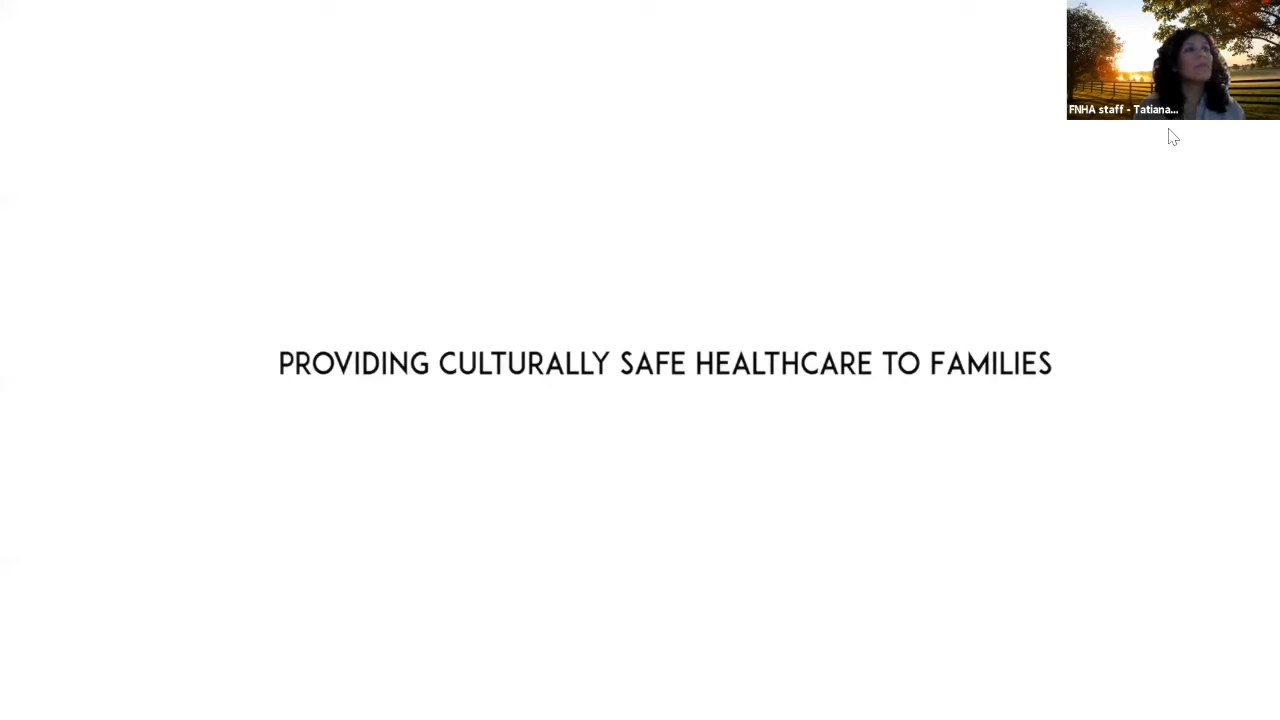 FNHA staff - Tatiana...
PROVIDING CULTURALLY SAFE HEALTHCARE TO FAMILIES